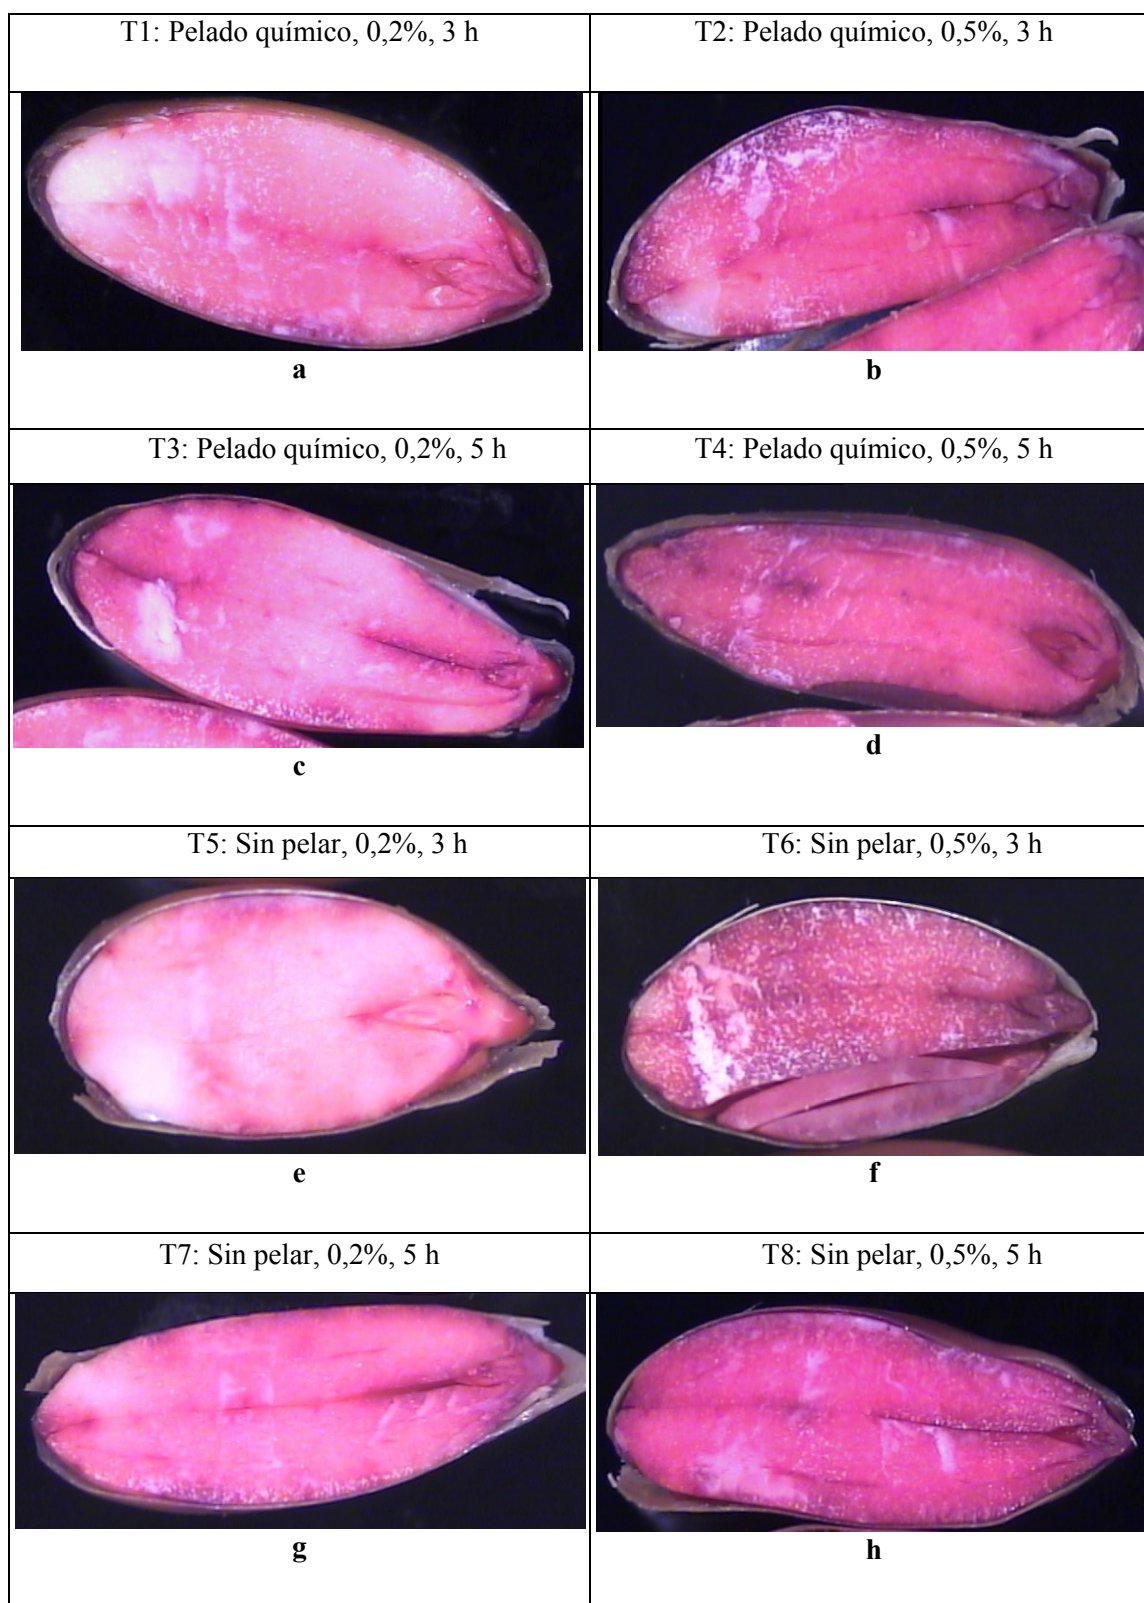 T1: Pelado químico, 0,2%, 3 h
T2: Pelado químico, 0,5%, 3 h
a
b
T3: Pelado químico, 0,2%, 5 h
T4: Pelado químico, 0,5%, 5 h
c
d
T5: Sin pelar, 0,2%, 3 h
T6: Sin pelar, 0,5%, 3 h
e
f
T7: Sin pelar, 0,2%, 5 h
T8: Sin pelar, 0,5%, 5 h
g
h